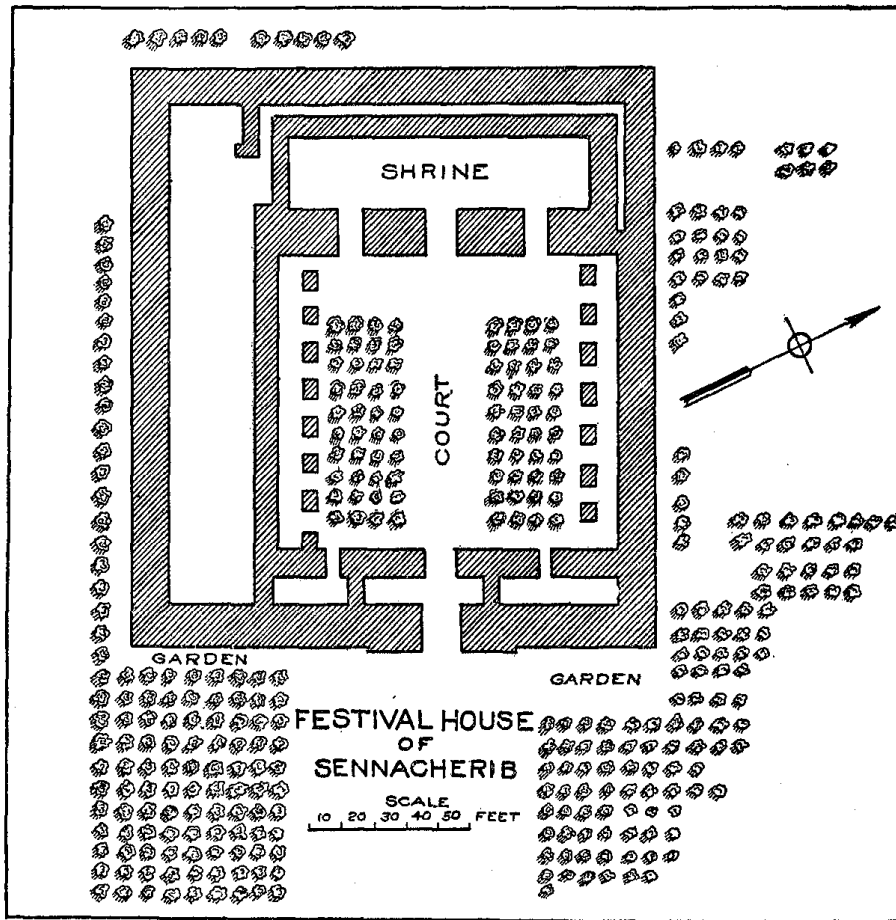 SHRINE
COURT
GARDEN
GARDEN
FESTIVAL HOUSE
OF
SENNACHERIB
SCALE
10 20 30 40 50 FEET